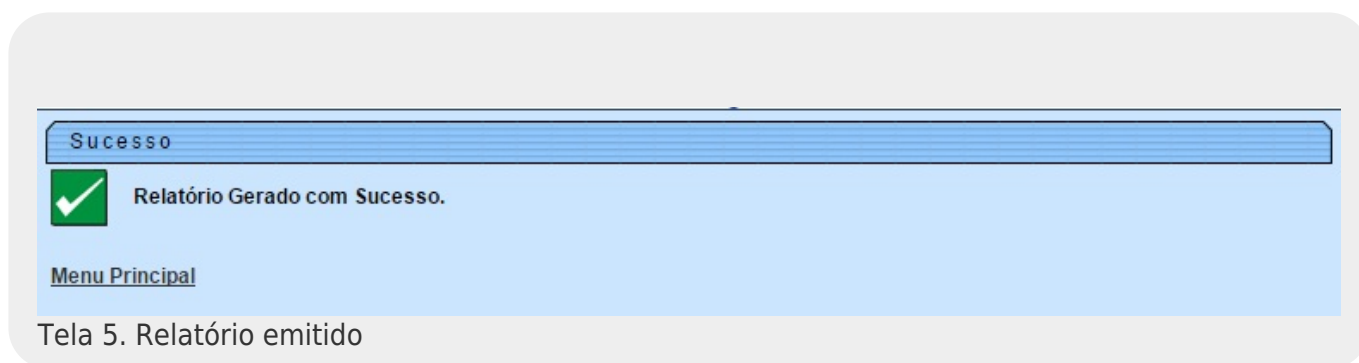 Sucesso
Relatório Gerado com Sucesso.
Menu Principal
Tela 5. Relatório emitido